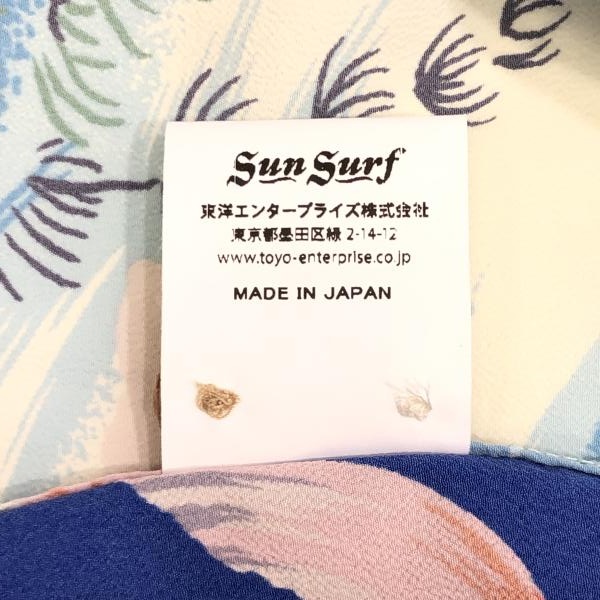 Sun Surf
東洋エンタープライズ株式会社
東京都墨田区緑 2-14-12
www.toyo-enterprise.co.jp
MADE IN JAPAN